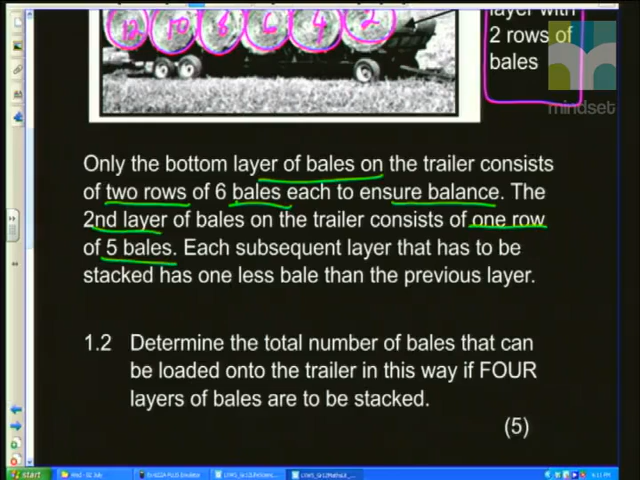 layer with
2 rows of
bales
12 10 8 6 4 2
mindset
Only the bottom layer of bales on the trailer consists
of two rows of 6 bales each to ensure balance. The
2nd layer of bales on the trailer consists of one row
of 5 bales. Each subsequent layer that has to be
stacked has one less bale than the previous layer.
1.2 Determine the total number of bales that can
be loaded onto the trailer in this way if FOUR
layers of bales are to be stacked.
(5)
start